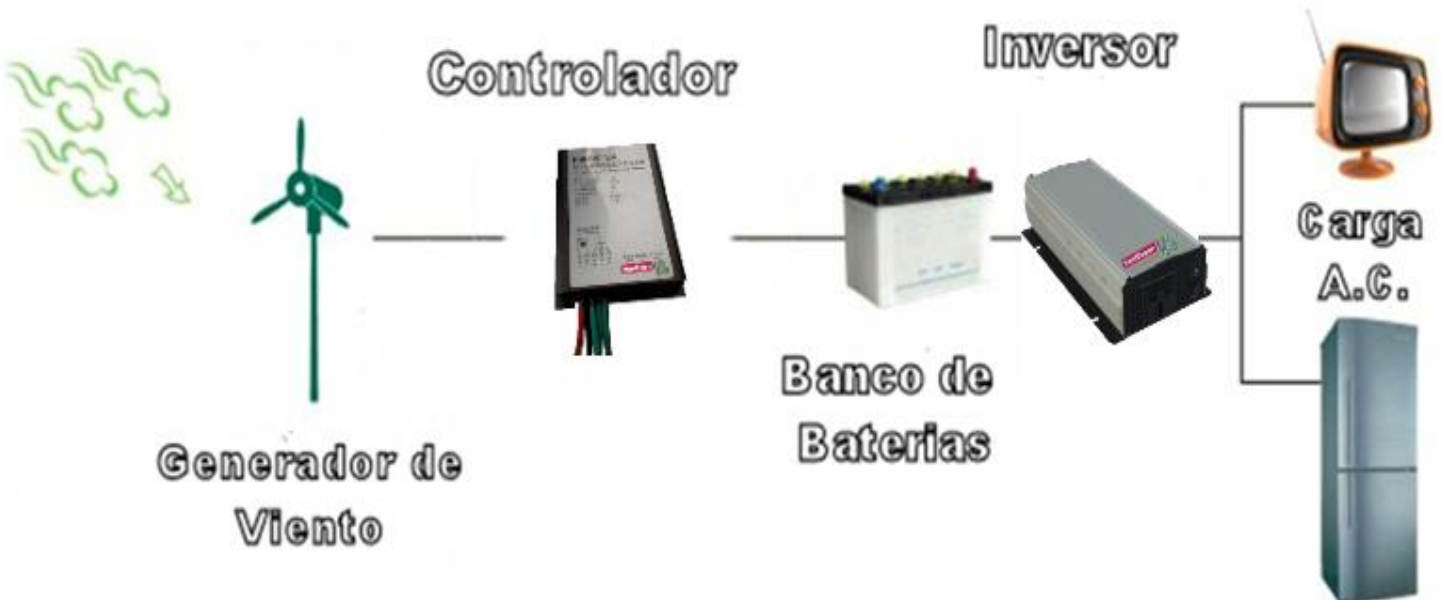 Controlador
Inversor
Generador de
Viento
Banco de
Baterias
Carga
A.C.